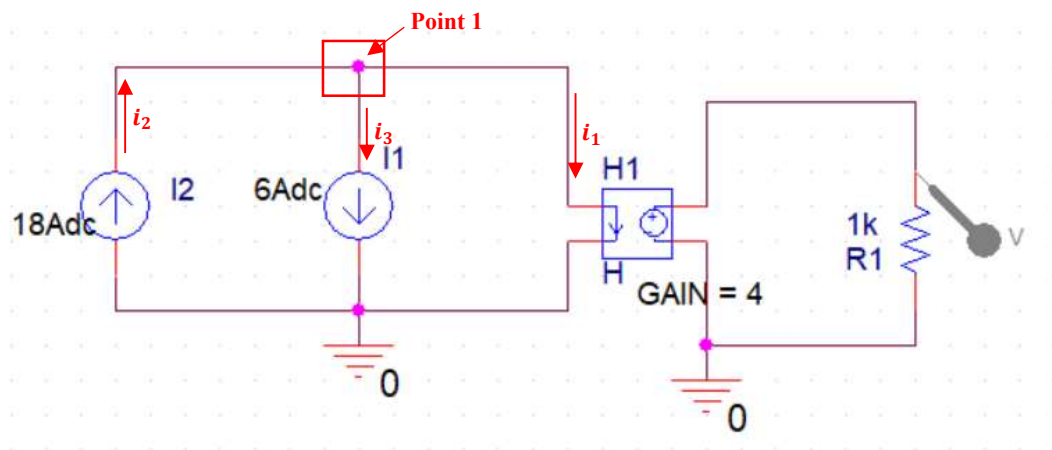 Point 1
i₂
i₃
i₁
I1
I2
6Adc
18Adc
H1
H
GAIN = 4
1k
R1
V
0
0
+